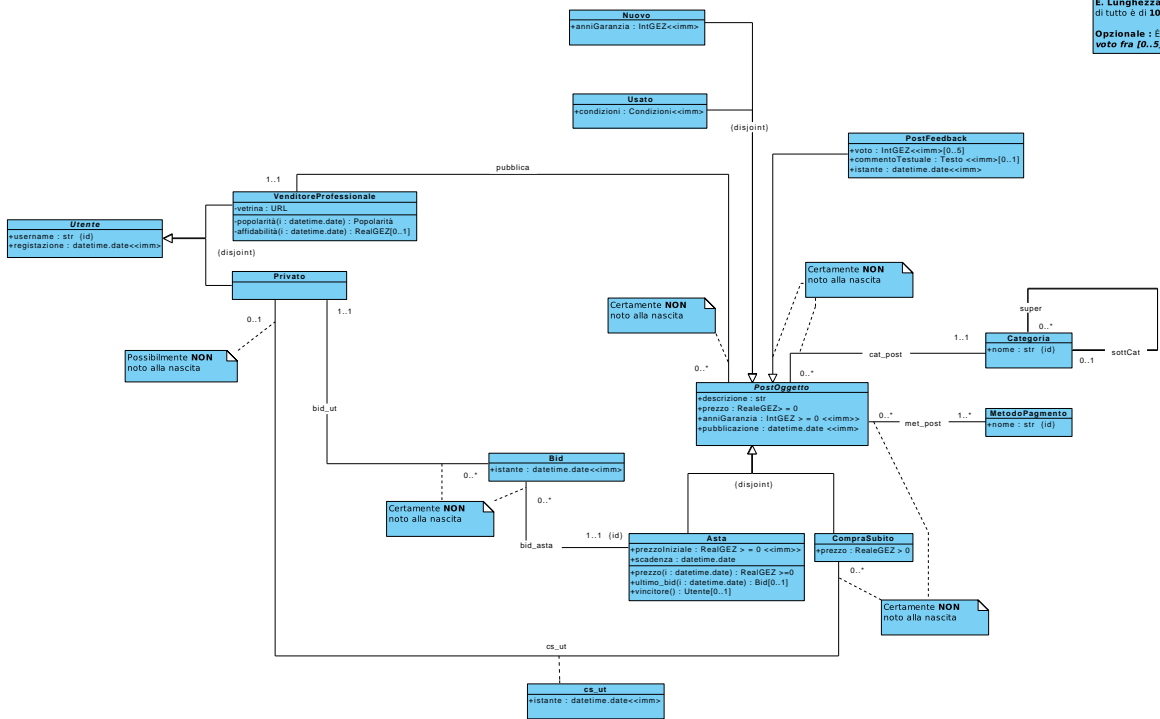 E. Lunghezza
di tutto è di 10
Opzionale : È
voto fra [0..5]
Nuovo
+anniGaranzia : IntGEZ<<imm>
Usato
+condizioni : Condizioni<<imm>
{disjoint}
PostFeedback
+voto : IntGEZ<<imm>[0..5]
+commentoTestuale : Testo <<imm>[0..1]
+istante : datetime.date<<imm>
pubblica
1..1
VenditoreProfessionale
-vetrina : URL
-popolarità(i : datetime.date) : Popolarità
-affidabilità(i : datetime.date) : RealGEZ[0..1]
Utente
+username : str {id}
+registazione : datetime.date<<imm>
{disjoint}
Privato
0..1
1..1
Possibilmente NON
noto alla nascita
Certamente NON
noto alla nascita
Certamente NON
noto alla nascita
super
0..*
Categoria
+nome : str {id}
1..1
0..1
sottCat
cat_post
0..*
0..*
PostOggetto
+descrizione : str
+prezzo : RealeGEZ> = 0
+anniGaranzia : IntGEZ > = 0 <<imm>>
+pubblicazione : datetime.date <<imm>
0..*
1..*
met_post
MetodoPagmento
+nome : str {id}
bid_ut
Bid
+istante : datetime.date<<imm>
0..*
0..*
Certamente NON
noto alla nascita
{disjoint}
bid_asta
1..1 {id}
Asta
+prezzoIniziale : RealGEZ > = 0 <<imm>>
+scadenza : datetime.date
+prezzo(i : datetime.date) : RealGEZ >=0
+ultimo_bid(i : datetime.date) : Bid[0..1]
+vincitore() : Utente[0..1]
CompraSubito
+prezzo : RealeGEZ > 0
0..*
Certamente NON
noto alla nascita
cs_ut
cs_ut
+istante : datetime.date<<imm>